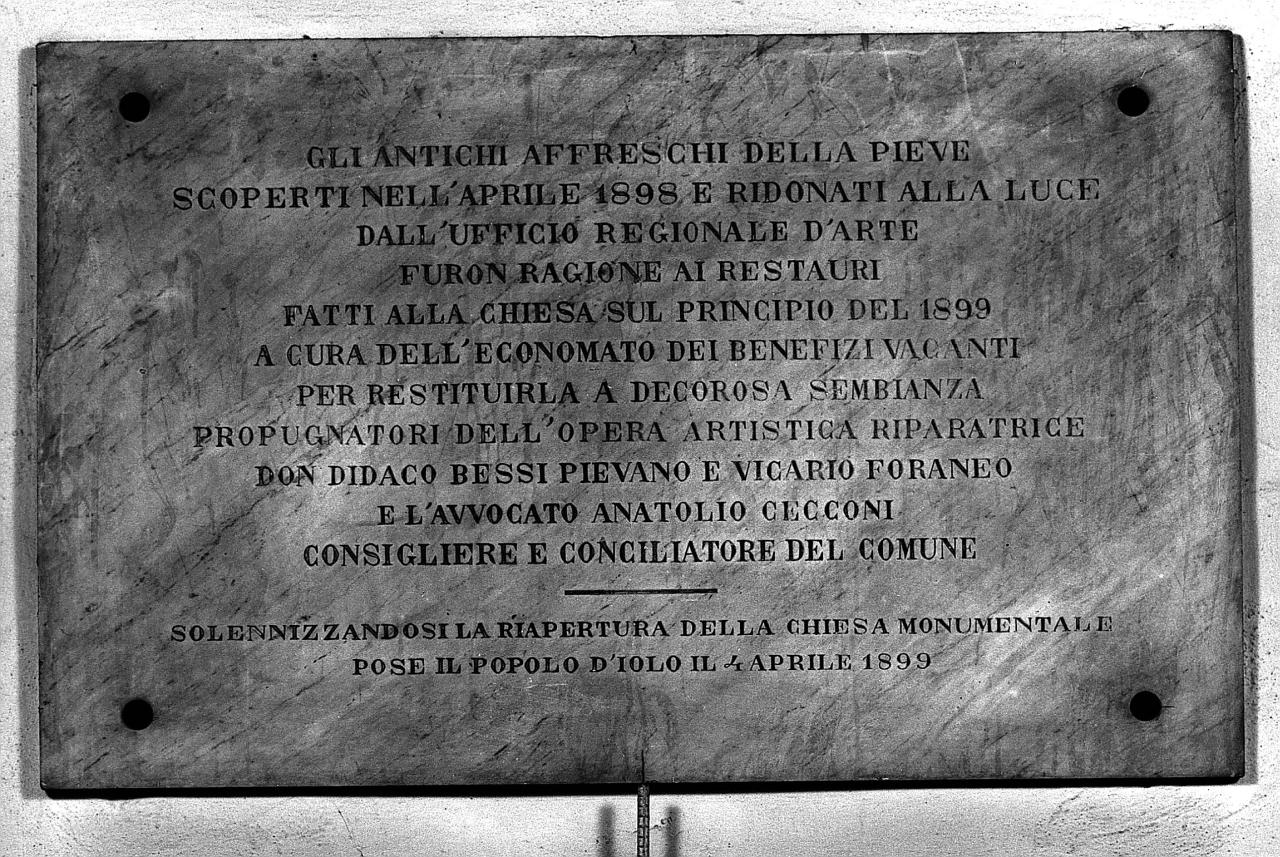 GLI ANTICHI AFFRESCHI DELLA PIEVE
SCOPERTI NELL'APRILE 1898 E RIDONATI ALLA LUCE
DALL'UFFICIO REGIONALE D'ARTE
FURON RAGIONE AI RESTAURI
FATTI ALLA CHIESA SUL PRINCIPIO DEL 1899
A CURA DELL'ECONOMATO DEI BENEFIZI VACANTI
PER RESTITUIRLA A DECOROSA SEMBIANZA
PROPUGNATORI DELL'OPERA ARTISTICA RIPARATRICE
DON DIDACO BESSI PIEVANO E VICARIO FORANEO
E L'AVVOCATO ANATOLIO CECCONI
CONSIGLIERE E CONCILIATORE DEL COMUNE
SOLENNIZZANDOSI LA RIAPERTURA DELLA CHIESA MONUMENTALE
POSE IL POPOLO D'IOLO IL 4 APRILE 1899